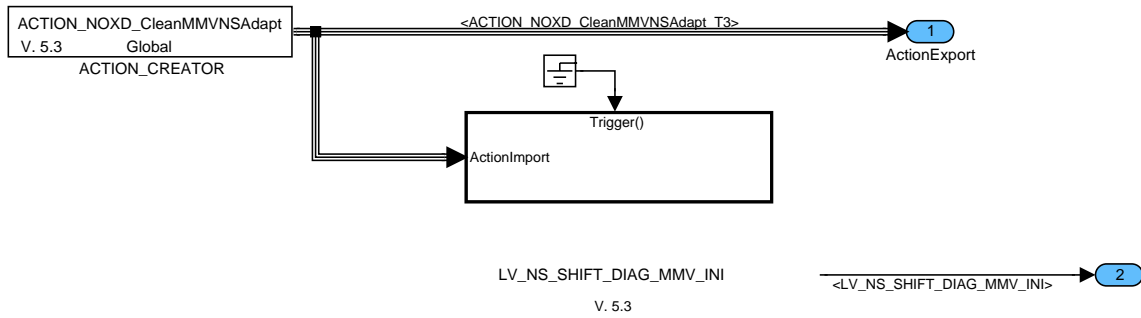 ACTION_NOXD_CleanMMVNSAdapt
V. 5.3 Global
ACTION_CREATOR
<ACTION_NOXD_CleanMMVNSAdapt_T3>
1
ActionExport
Trigger()
ActionImport
LV_NS_SHIFT_DIAG_MMV_INI
V. 5.3
<LV_NS_SHIFT_DIAG_MMV_INI>
2